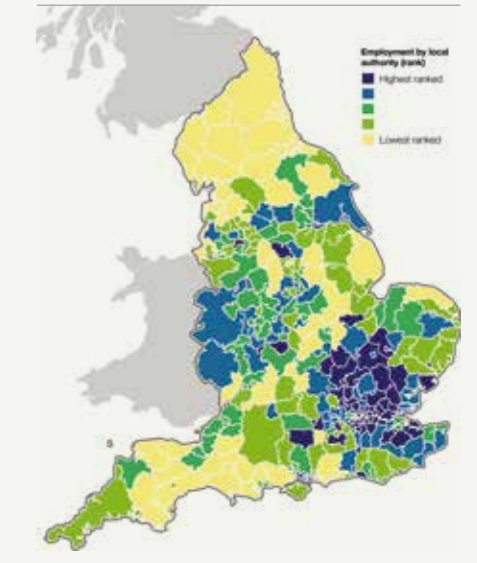 Employment by local
authority (rank)
Highest ranked
Lowest ranked